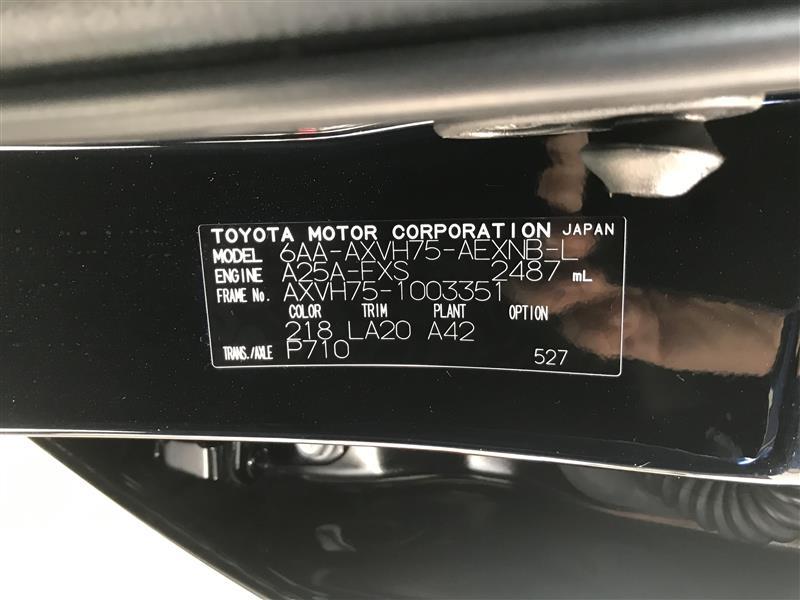 TOYOTA MOTOR CORPORATION JAPAN
MODEL 6AA-AXVH75-AEXNB-L
ENGINE A25A-FXS 2487 mL
FRAME No. AXVH75-1003351
COLOR TRIM PLANT OPTION
218 LA20 A42
TRANS./AXLE P710 527